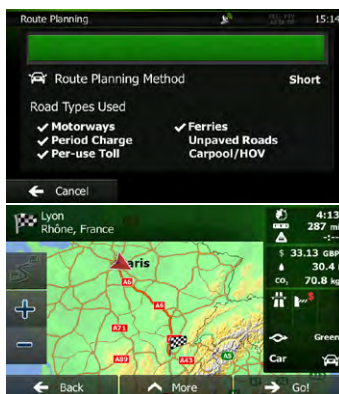 Route Planning 15:14
Route Planning Method Short
Road Types Used
Motorways Ferries
Period Charge Unpaved Roads
Per-use Toll Carpool/HOV
Cancel
Lyon
Rhône, France
4:13
287 mi
-:--
$ 33.13 GBP
30.4
CO₂ 70.8 kg
aris
A6
A6
A71
A89
A43
A5
Green
Car
Back More Go!